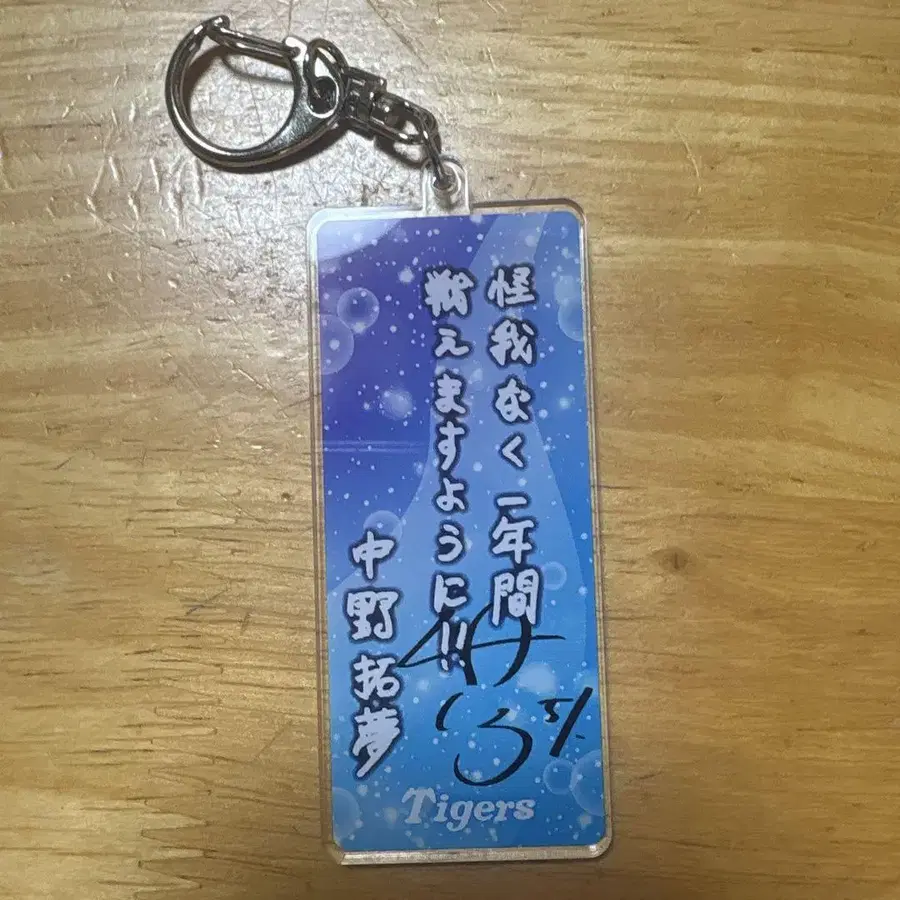 怪我なく一年間
戦えますように!!
中野拓夢
51
Tigers